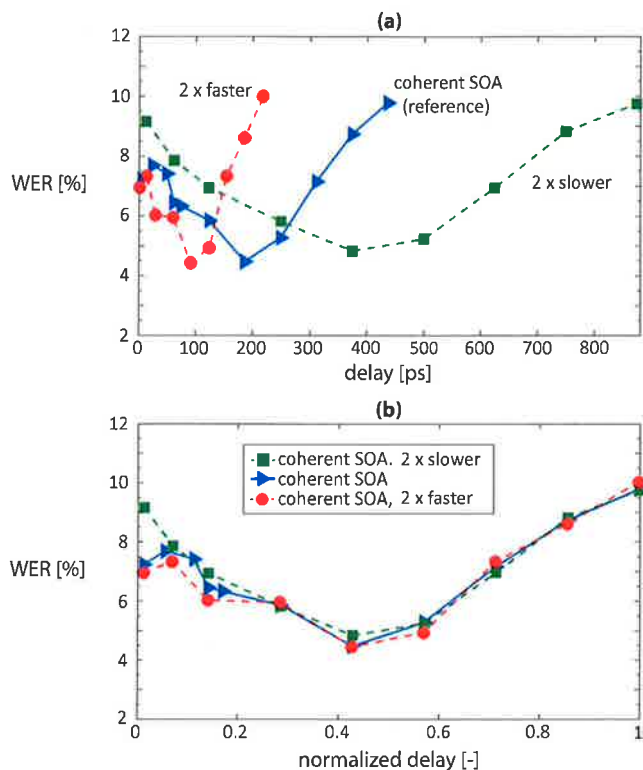 (a)
12
10
8
6
4
2
WER [%]
2 x faster
coherent SOA
(reference)
2 x slower
0 100 200 300 400 500 600 700 800
delay [ps]
(b)
12
10
8
6
4
2
WER [%]
coherent SOA. 2 x slower
coherent SOA
coherent SOA, 2 x faster
0 0.2 0.4 0.6 0.8 1
normalized delay [-]